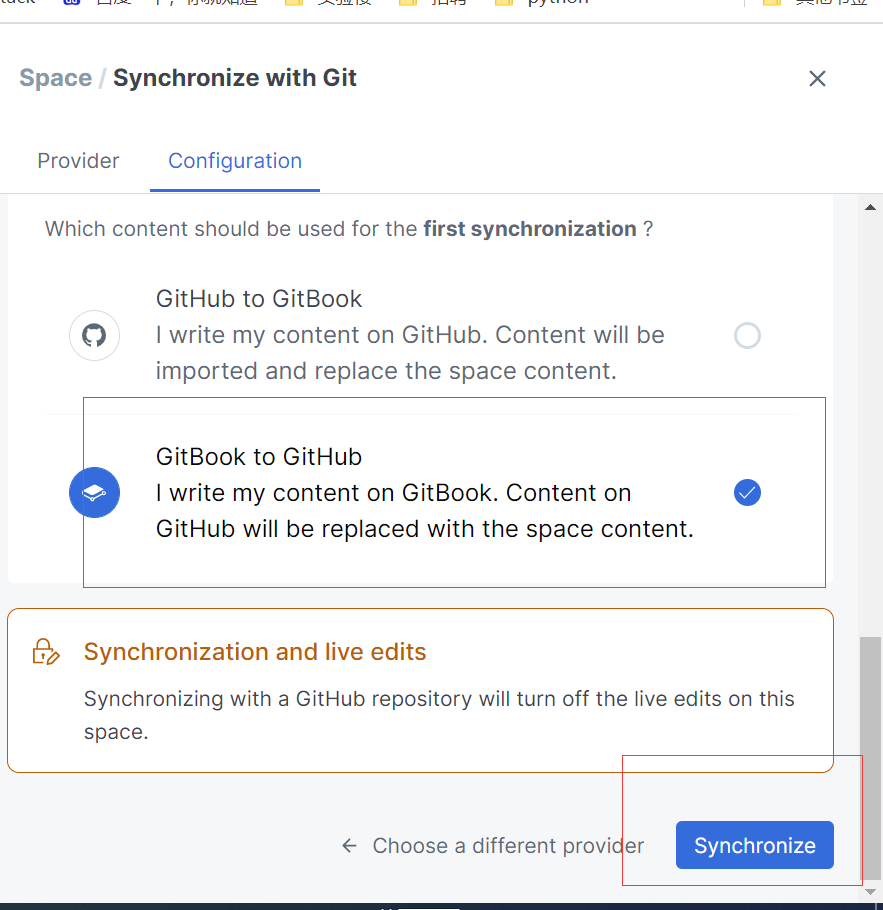 Space / Synchronize with Git
Provider
Configuration
Which content should be used for the first synchronization ?
GitHub to GitBook
I write my content on GitHub. Content will be
imported and replace the space content.
GitBook to GitHub
I write my content on GitBook. Content on
GitHub will be replaced with the space content.
Synchronization and live edits
Synchronizing with a GitHub repository will turn off the live edits on this
space.
← Choose a different provider
Synchronize